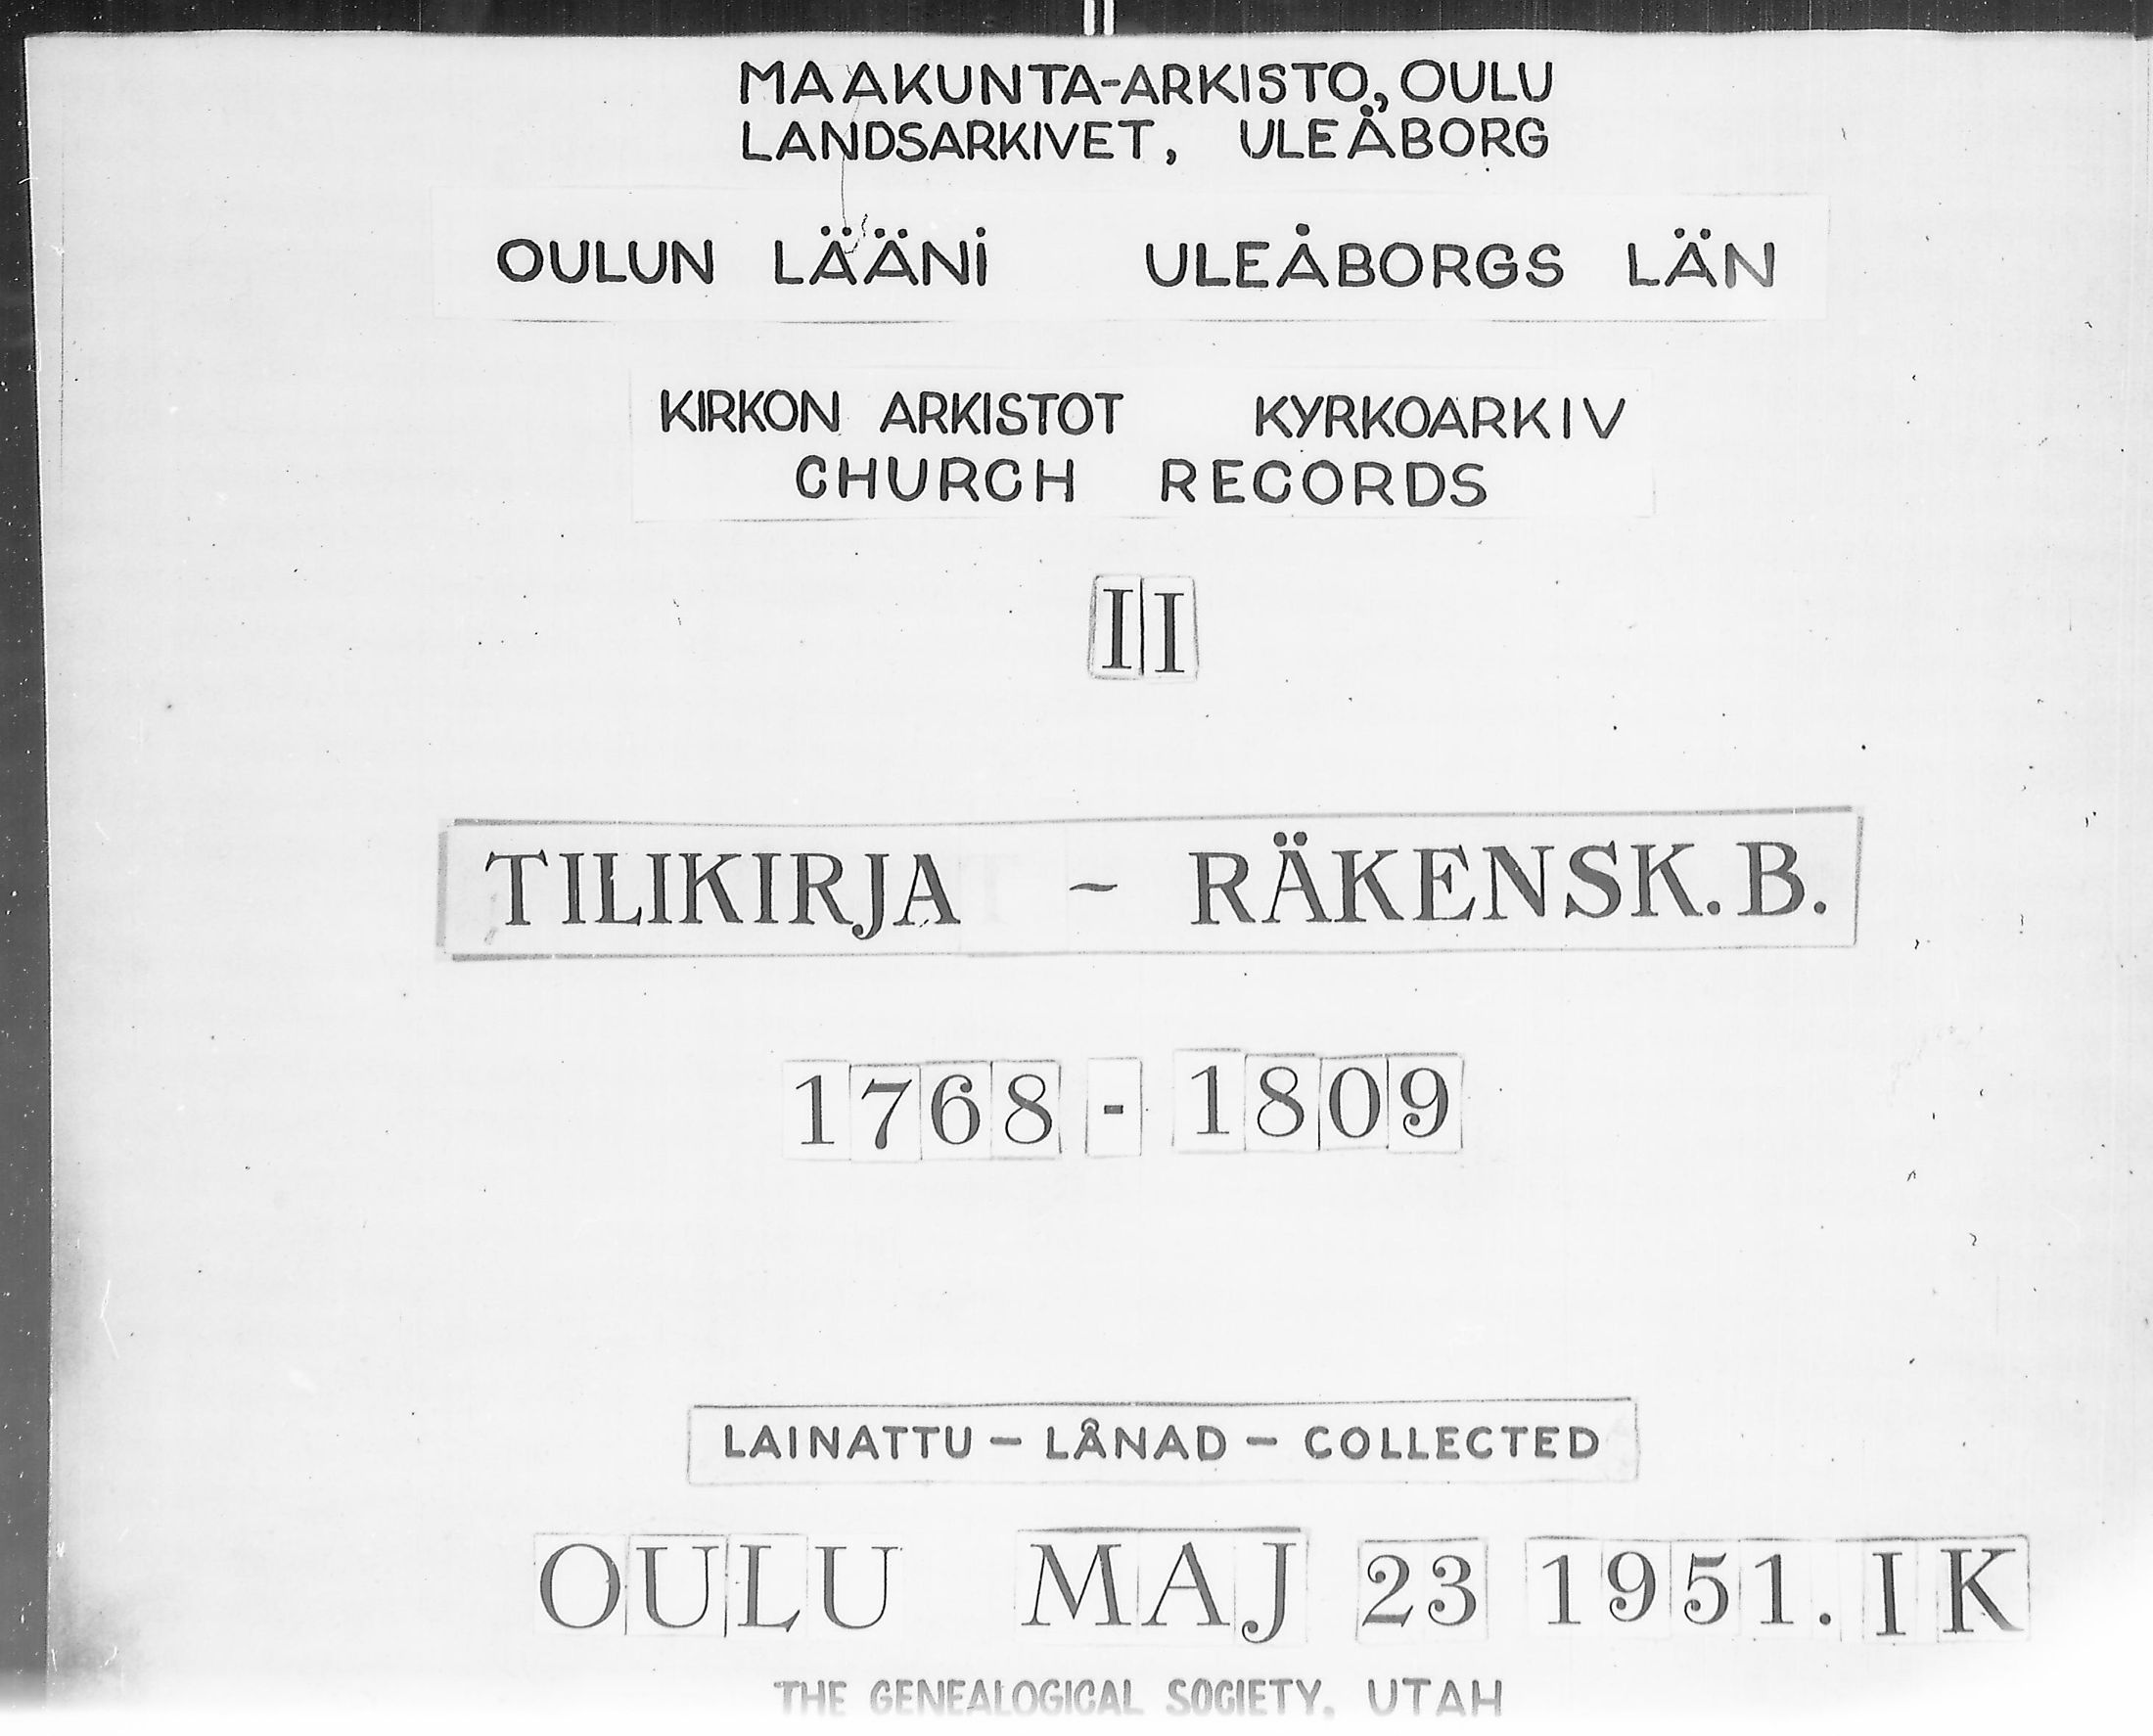 MAAKUNTA-ARKISTO, OULU
LANDSARKIVET, ULEÅBORG
OULUN LÄÄNI ULEÅBORGS LÄN
KIRKON ARKISTOT KYRKOARKIV
CHURCH RECORDS
II
TILIKIRJA - RÄKENSK. B.
1768 - 1809
LAINATTU - LÅNAD - COLLECTED
OULU MAJ 23 1951. I K
THE GENEALOGICAL SOCIETY, UTAH